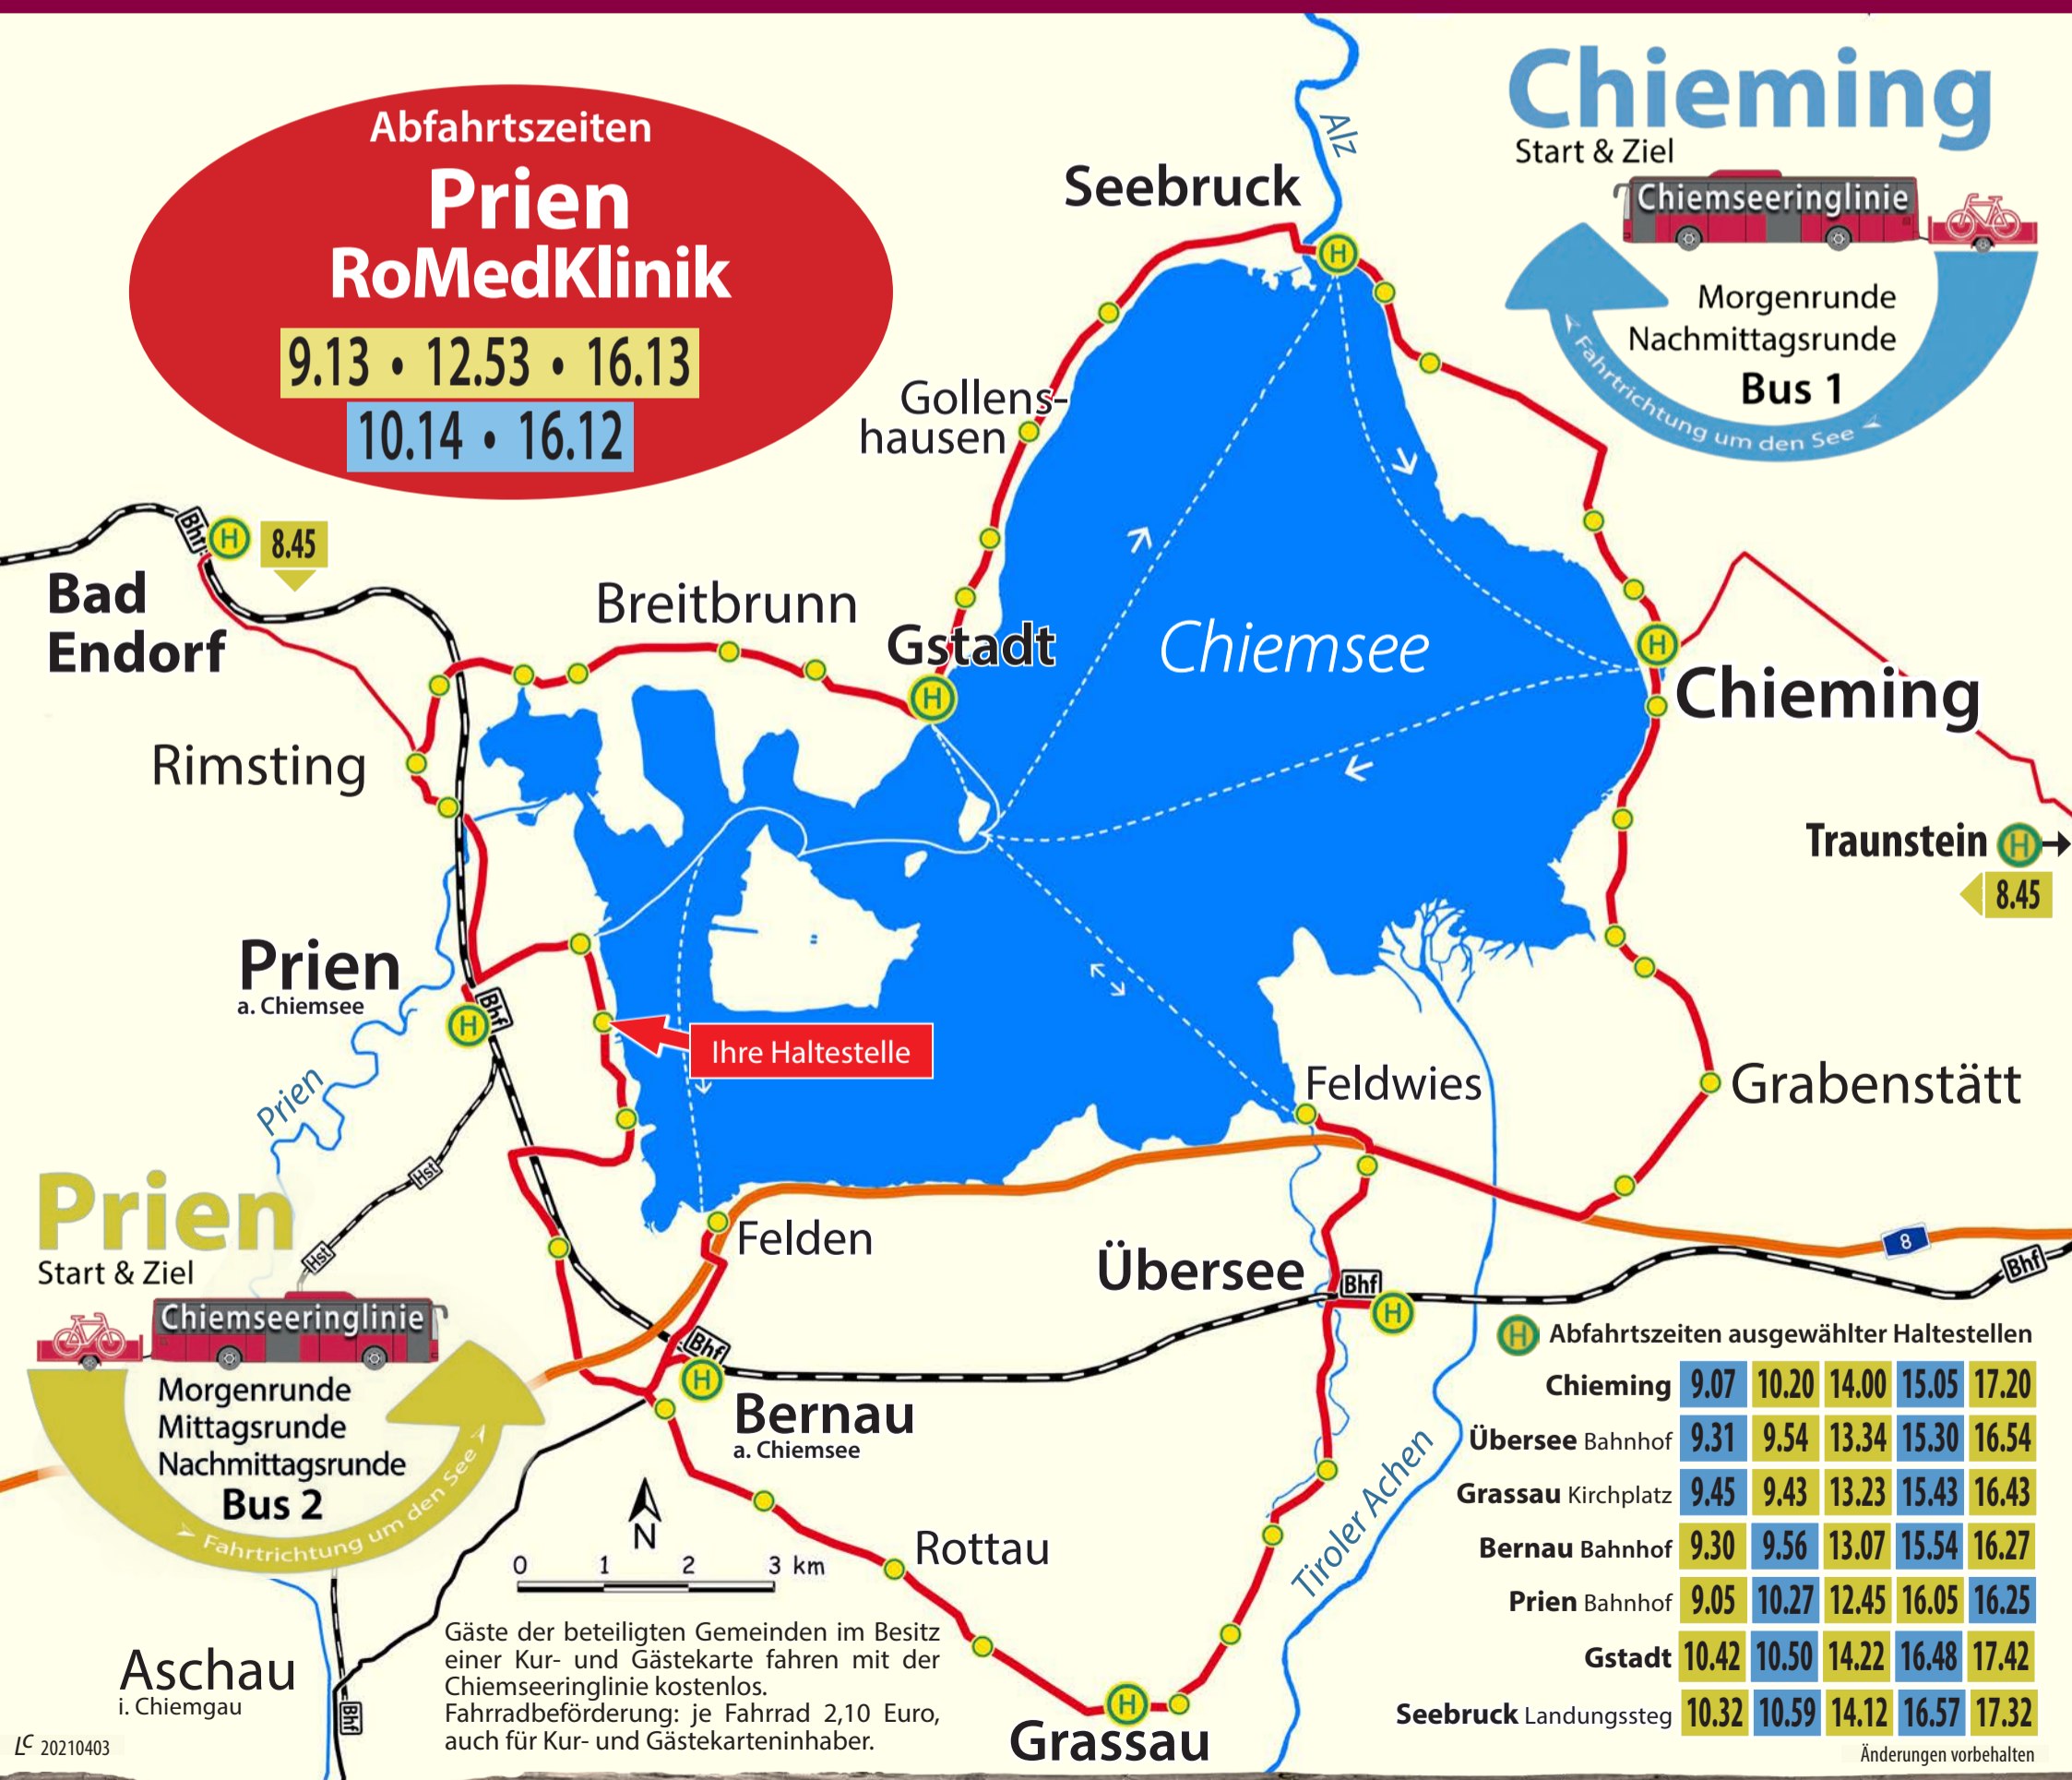 Abfahrtszeiten
Prien
RoMedKlinik
9.13 • 12.53 • 16.13
10.14 • 16.12
Chieming
Start & Ziel
Chiemseeringlinie
Morgenrunde
Nachmittagsrunde
Bus 1
Fahrtrichtung um den See
Alz
Seebruck
H
Gollens-
hausen
Bhf
H
8.45
Bad
Endorf
Breitbrunn
Gstadt
H
Chiemsee
H
Chieming
Rimsting
Traunstein H
8.45
Prien
a. Chiemsee
Bhf
H
Ihre Haltestelle
Prien
Feldwies
Grabenstätt
Hst
Hst
Felden
Übersee
Bhf
H
8
Bhf
Prien
Start & Ziel
Chiemseeringlinie
Morgenrunde
Mittagsrunde
Nachmittagsrunde
Bus 2
Fahrtrichtung um den See
Bhf
H
Bernau
a. Chiemsee
N
0 1 2 3 km
Rottau
Tiroler Achen
H
Grassau
Aschau
i. Chiemgau
Bhf
Gäste der beteiligten Gemeinden im Besitz
einer Kur- und Gästekarte fahren mit der
Chiemseeringlinie kostenlos.
Fahrradbeförderung: je Fahrrad 2,10 Euro,
auch für Kur- und Gästekarteninhaber.
LC 20210403
H Abfahrtszeiten ausgewählter Haltestellen
Chieming 9.07 10.20 14.00 15.05 17.20
Übersee Bahnhof 9.31 9.54 13.34 15.30 16.54
Grassau Kirchplatz 9.45 9.43 13.23 15.43 16.43
Bernau Bahnhof 9.30 9.56 13.07 15.54 16.27
Prien Bahnhof 9.05 10.27 12.45 16.05 16.25
Gstadt 10.42 10.50 14.22 16.48 17.42
Seebruck Landungssteg 10.32 10.59 14.12 16.57 17.32
Änderungen vorbehalten